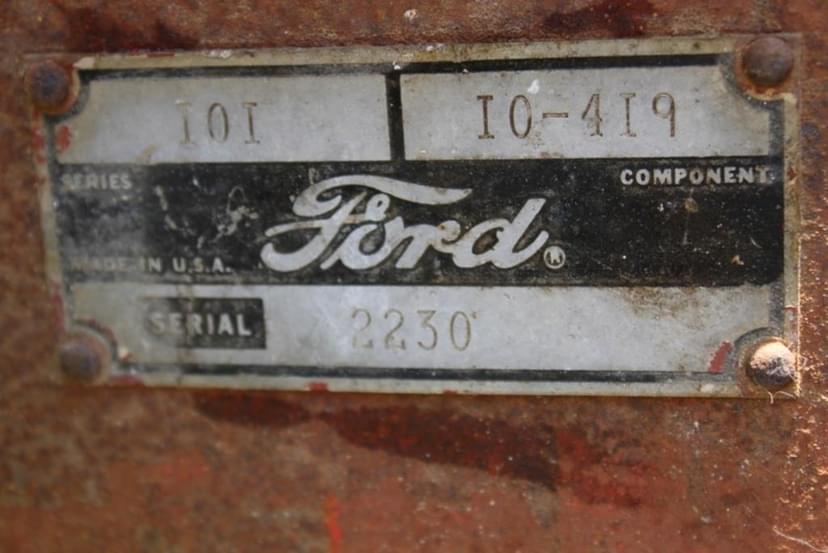 101 10-419
SERIES COMPONENT
Ford®
MADE IN U.S.A.
SERIAL 2230